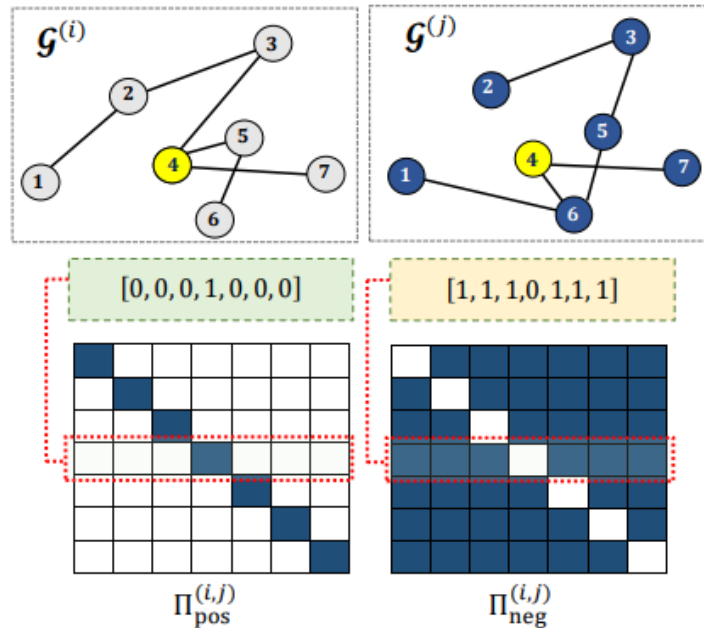 𝓖^(i)
3
2
5
4
7
1
6
𝓖^(j)
3
2
5
4
7
1
6
[0, 0, 0, 1, 0, 0, 0]
[1, 1, 1,0, 1,1, 1]
Π_pos^(i,j)
Π_neg^(i,j)